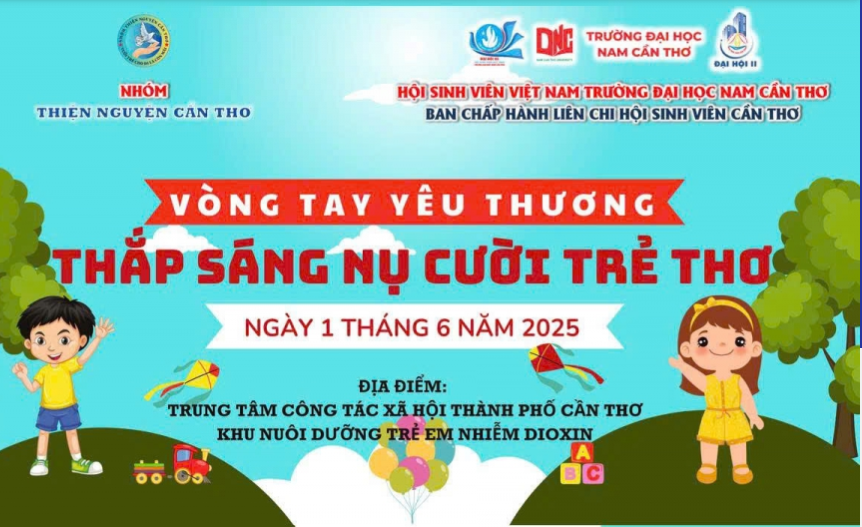 NHÓM
THIỆN NGUYỆN CẦN THƠ
DNC
TRƯỜNG ĐẠI HỌC
NAM CẦN THƠ
ĐẠI HỘI II
HỘI SINH VIÊN VIỆT NAM TRƯỜNG ĐẠI HỌC NAM CẦN THƠ
BAN CHẤP HÀNH LIÊN CHI HỘI SINH VIÊN CẦN THƠ
VÒNG TAY YÊU THƯƠNG
THẮP SÁNG NỤ CƯỜI TRẺ THƠ
NGÀY 1 THÁNG 6 NĂM 2025
ĐỊA ĐIỂM:
TRUNG TÂM CÔNG TÁC XÃ HỘI THÀNH PHỐ CẦN THƠ
KHU NUÔI DƯỠNG TRẺ EM NHIỄM DIOXIN
A
B C